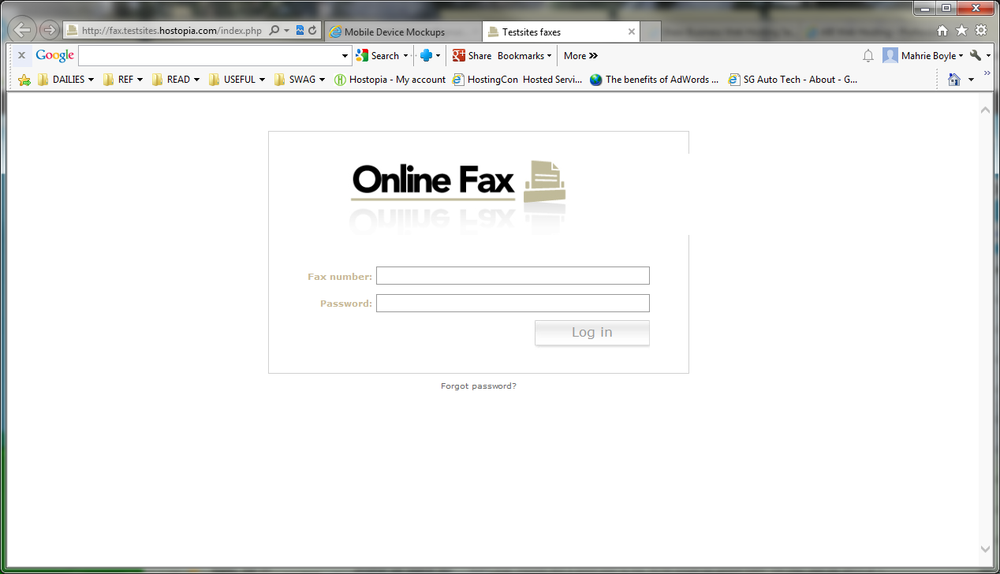 http://fax.testsites.hostopia.com/index.php Mobile Device Mockups Testsites faxes
x Google Search Share Bookmarks More » Mahrie Boyle
DAILIES REF READ USEFUL SWAG Hostopia - My account HostingCon Hosted Servi... The benefits of AdWords ... SG Auto Tech - About - G... »
Online Fax
Fax number:
Password:
Log in
Forgot password?